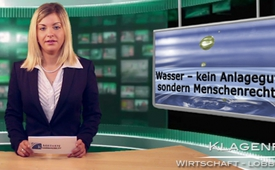 Wasser – kein Anlagegut
sondern Menschenrecht
KLAGENF
WIRTSCHAFT - LOBB